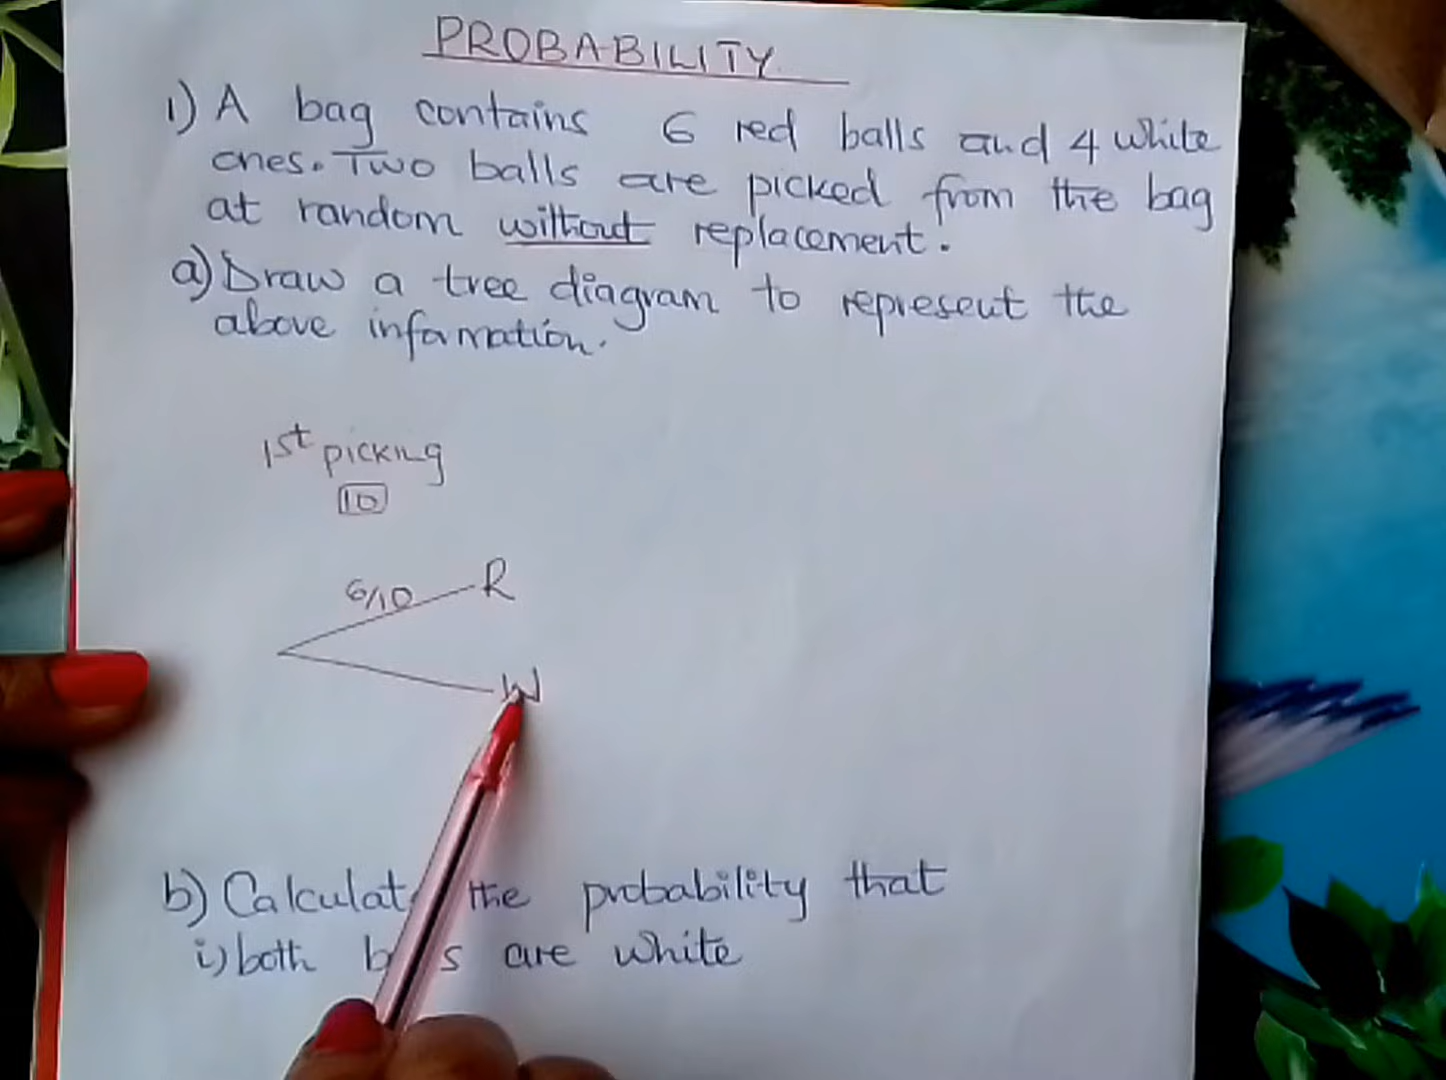 PROBABILITY
1) A bag contains 6 red balls and 4 white
ones. Two balls are picked from the bag
at random without replacement.
a) Draw a tree diagram to represent the
above information.
1st picking
10
6/10 R
W
b) Calculate the probability that
i) both b s are white